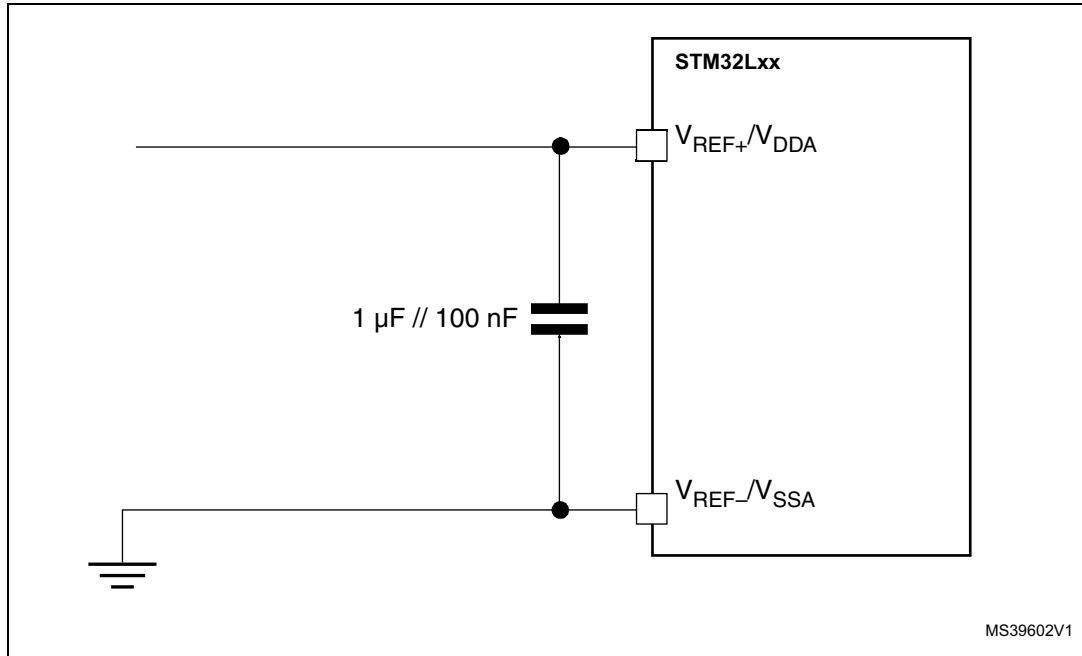 STM32Lxx
VREF+/VDDA
1 µF // 100 nF
VREF–/VSSA
MS39602V1